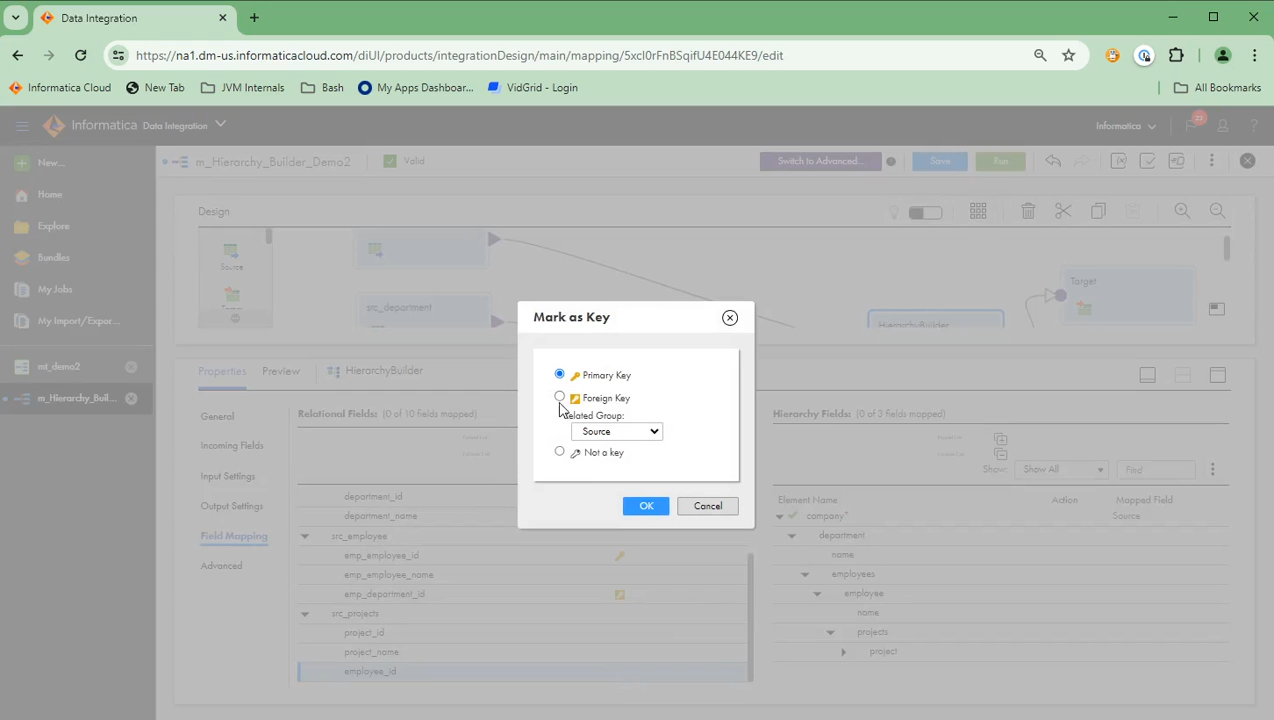 Data Integration
https://na1.dm-us.informaticacloud.com/diUI/products/integrationDesign/main/mapping/5xcl0rFnBSqifU4E044KE9/edit
Informatica Cloud
New Tab
JVM Internals
Bash
My Apps Dashboar...
VidGrid - Login
All Bookmarks
Informatica
Data Integration
Informatica
22
New...
m_Hierarchy_Builder_Demo2
Valid
Switch to Advanced...
Save
Run
Home
Explore
Bundles
My Jobs
My Import/Expor...
mt_demo2
m_Hierarchy_Buil...
Design
Source
src_department
Target
HierarchyBuilder
Properties
Preview
HierarchyBuilder
General
Incoming Fields
Input Settings
Output Settings
Field Mapping
Advanced
Relational Fields: (0 of 10 fields mapped)
department_id
department_name
src_employee
emp_employee_id
emp_employee_name
emp_department_id
src_projects
project_id
project_name
employee_id
Mark as Key
Primary Key
Foreign Key
Related Group:
Source
Not a key
OK
Cancel
Hierarchy Fields: (0 of 3 fields mapped)
Show:
Show All
Find
Element Name
Action
Mapped Field
company*
Source
department
name
employees
employee
name
projects
project